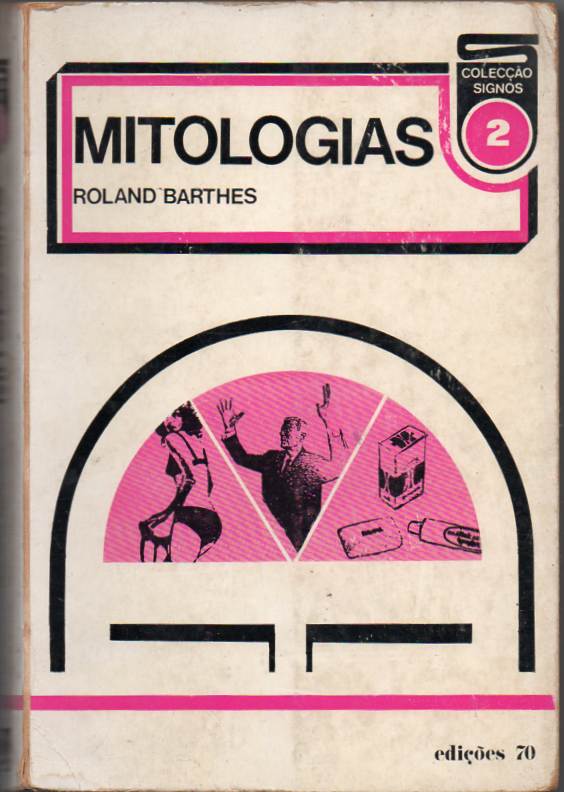 COLECÇÃO
SIGNOS
2
MITOLOGIAS
ROLAND BARTHES
edições 70